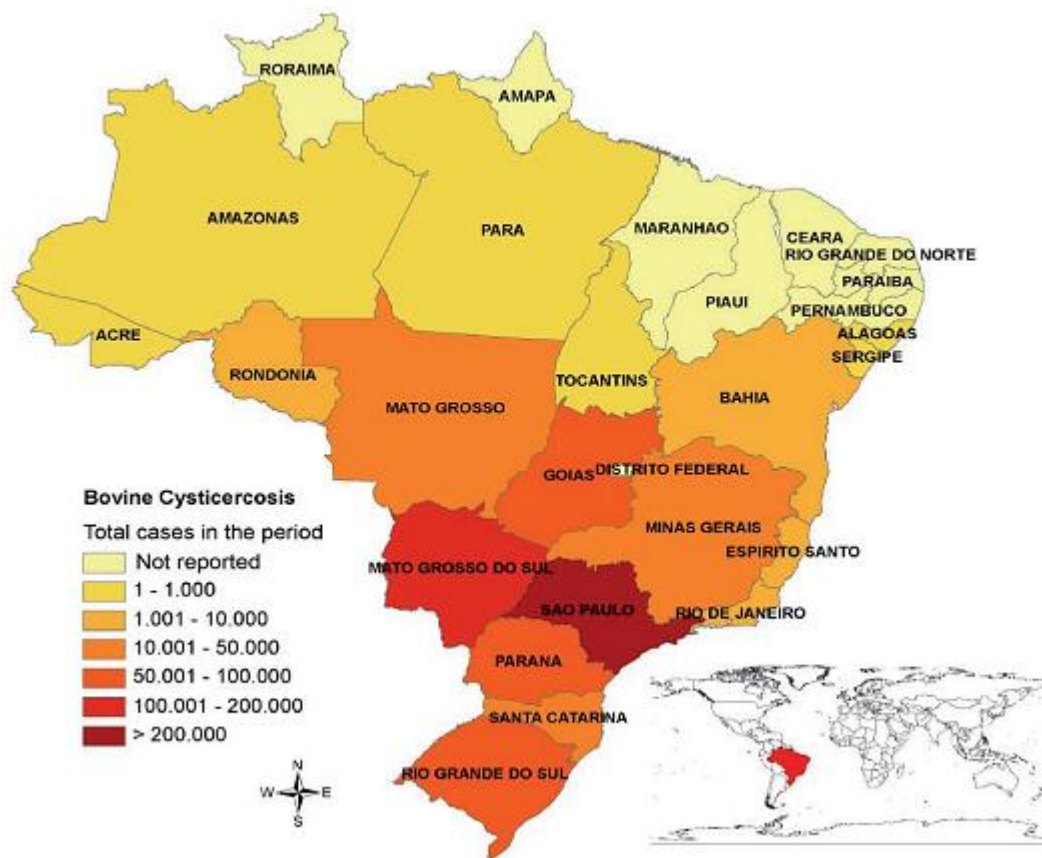 RORAIMA
AMAPA
AMAZONAS
PARA
MARANHAO
CEARA
RIO GRANDE DO NORTE
PARAIBA
PIAUI
PERNAMBUCO
ALAGOAS
SERGIPE
ACRE
RONDONIA
TOCANTINS
BAHIA
MATO GROSSO
GOIAS
DISTRITO FEDERAL
MINAS GERAIS
ESPIRITO SANTO
MATO GROSSO DO SUL
SAO PAULO
RIO DE JANEIRO
PARANA
SANTA CATARINA
RIO GRANDE DO SUL
Bovine Cysticercosis
Total cases in the period
Not reported
1 - 1.000
1.001 - 10.000
10.001 - 50.000
50.001 - 100.000
100.001 - 200.000
> 200.000
N
W E
S